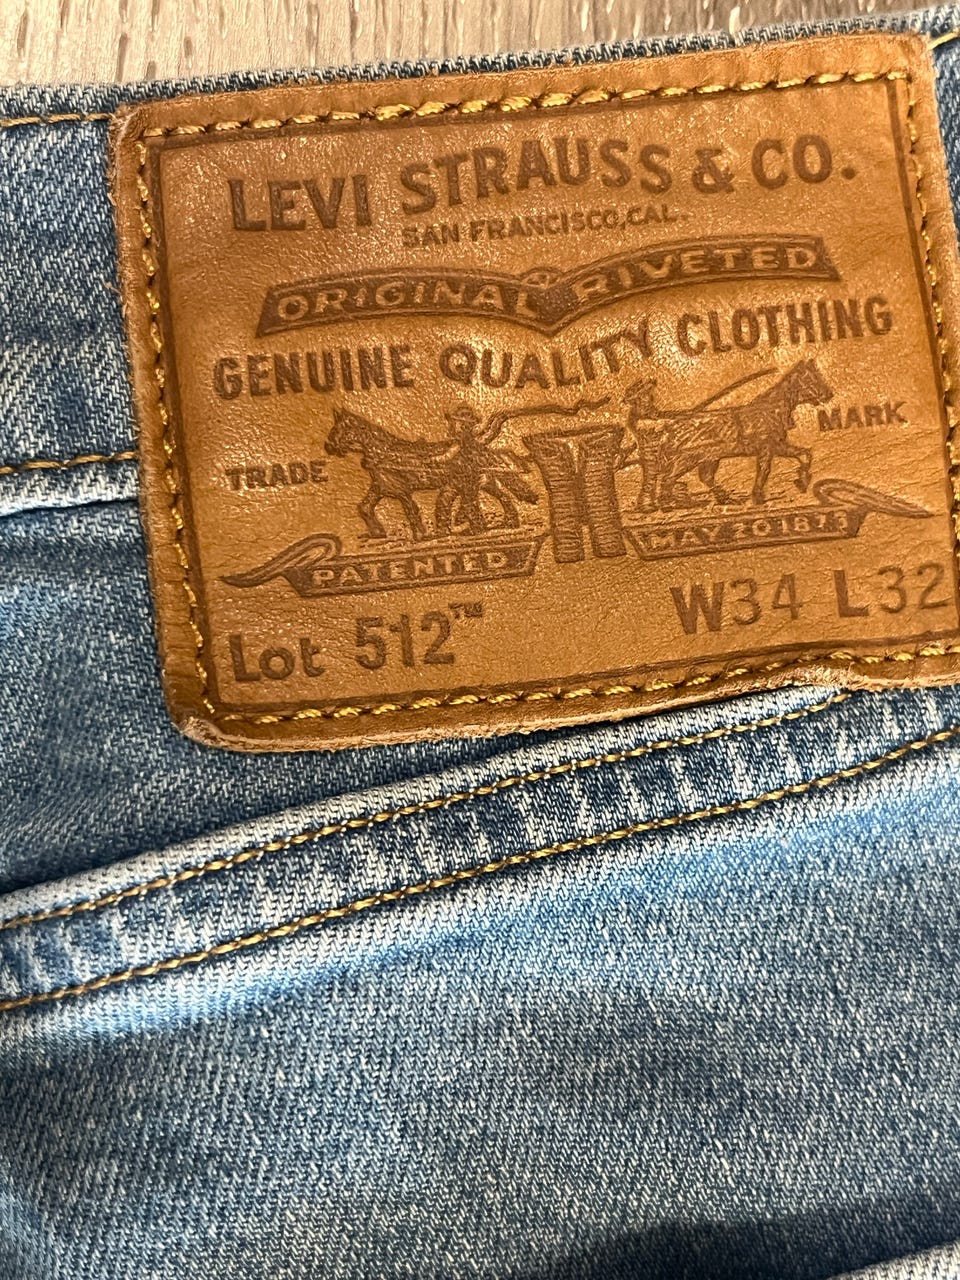 LEVI STRAUSS & CO.
SAN FRANCISCO, CAL.
ORIGINAL RIVETED
GENUINE QUALITY CLOTHING
TRADE MARK
PATENTED MAY 20 1873
Lot 512™ W34 L32